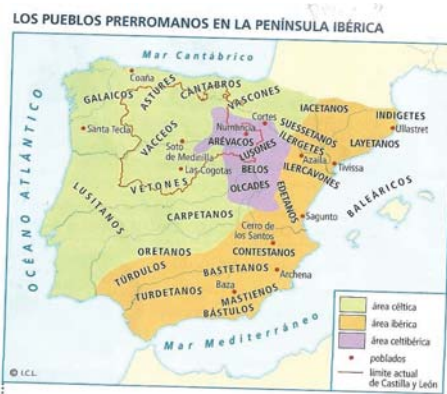 LOS PUEBLOS PRERROMANOS EN LA PENÍNSULA IBÉRICA
Mar Cantábrico
Coaña
GALAICOS
ASTURES
CÁNTABROS
VASCONES
IACETANOS
INDIGETES
Ullastret
Santa Tecla
VACCEOS
Numancia
Cortes
SUESSETANOS
ILERGETES
LAYETANOS
ARÉVACOS
Soto
de Medinilla
LUSONES
Azaila
Tivissa
Las Cogotas
BELOS
ILERCAVONES
VETONES
OLCADES
EDETANOS
BALEÁRICOS
LUSITANOS
CARPETANOS
Sagunto
OCÉANO ATLÁNTICO
Cerro de
los Santos
ORETANOS
CONTESTANOS
TÚRDULOS
BASTETANOS
Archena
TURDETANOS
Baza
MASTIENOS
BÁSTULOS
Mar Mediterráneo
área céltica
área ibérica
área celtibérica
poblados
límite actual
de Castilla y León
© I.C.L.